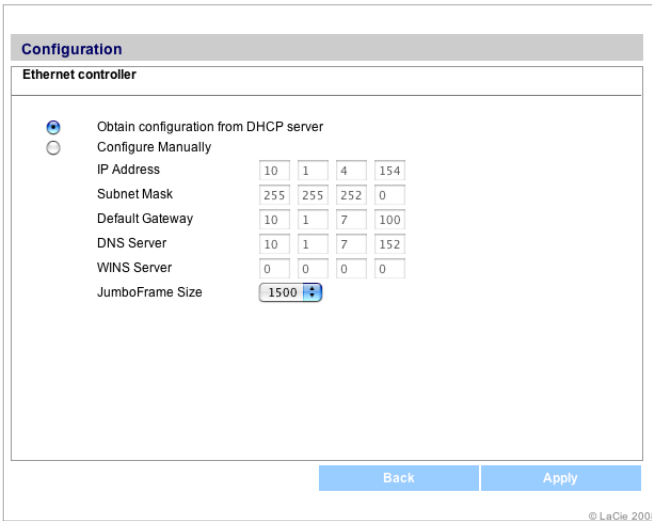 Configuration
Ethernet controller
Obtain configuration from DHCP server
Configure Manually
IP Address 10 1 4 154
Subnet Mask 255 255 252 0
Default Gateway 10 1 7 100
DNS Server 10 1 7 152
WINS Server 0 0 0 0
JumboFrame Size 1500
Back Apply
© LaCie